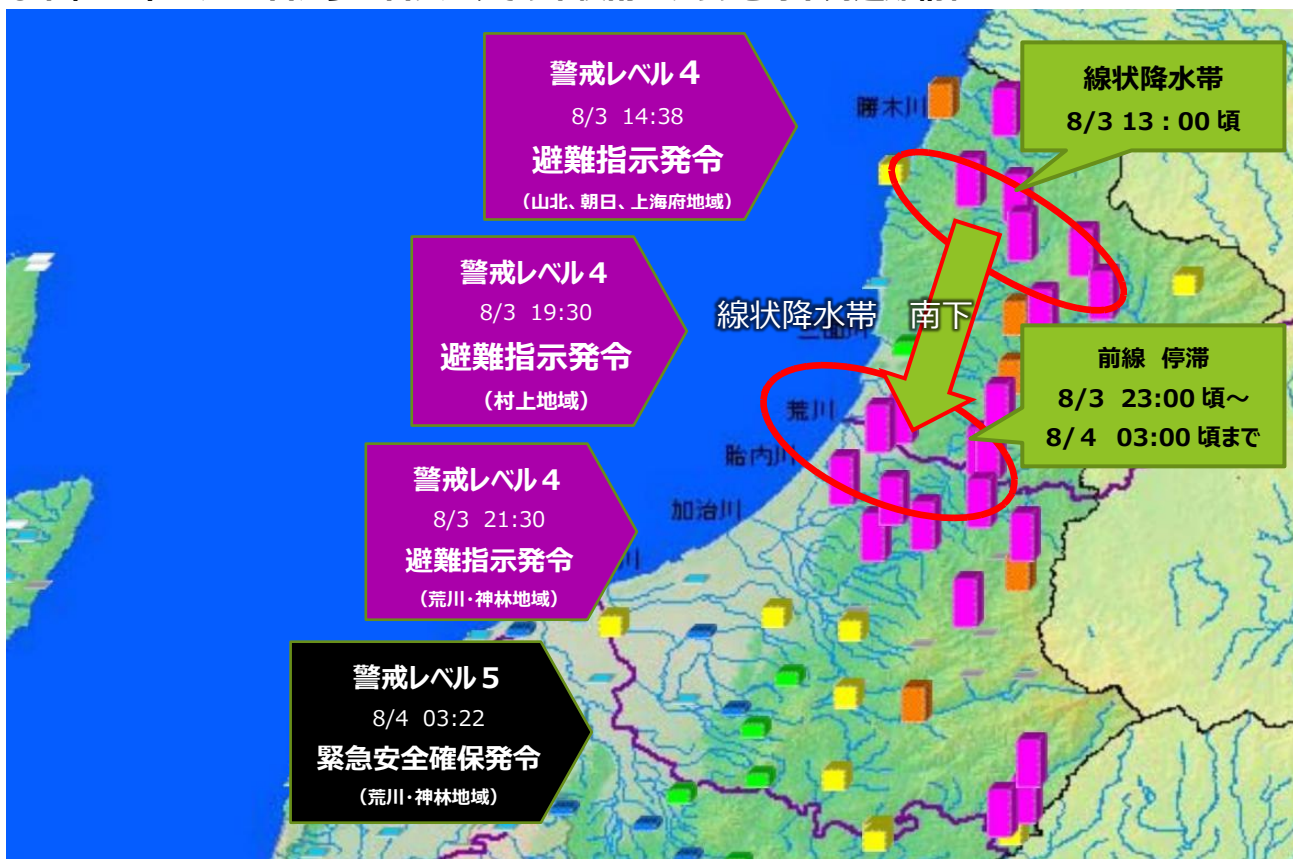 警戒レベル４
8/3 14:38
避難指示発令
（山北、朝日、上海府地域）
線状降水帯
8/3 13：00 頃
勝木川
警戒レベル４
8/3 19:30
避難指示発令
（村上地域）
線状降水帯　南下
三面川
前線 停滞
8/3 23:00 頃～
8/ 4 03:00 頃まで
荒川
胎内川
警戒レベル４
8/3 21:30
避難指示発令
（荒川・神林地域）
加治川
川
警戒レベル５
8/4 03:22
緊急安全確保発令
（荒川・神林地域）